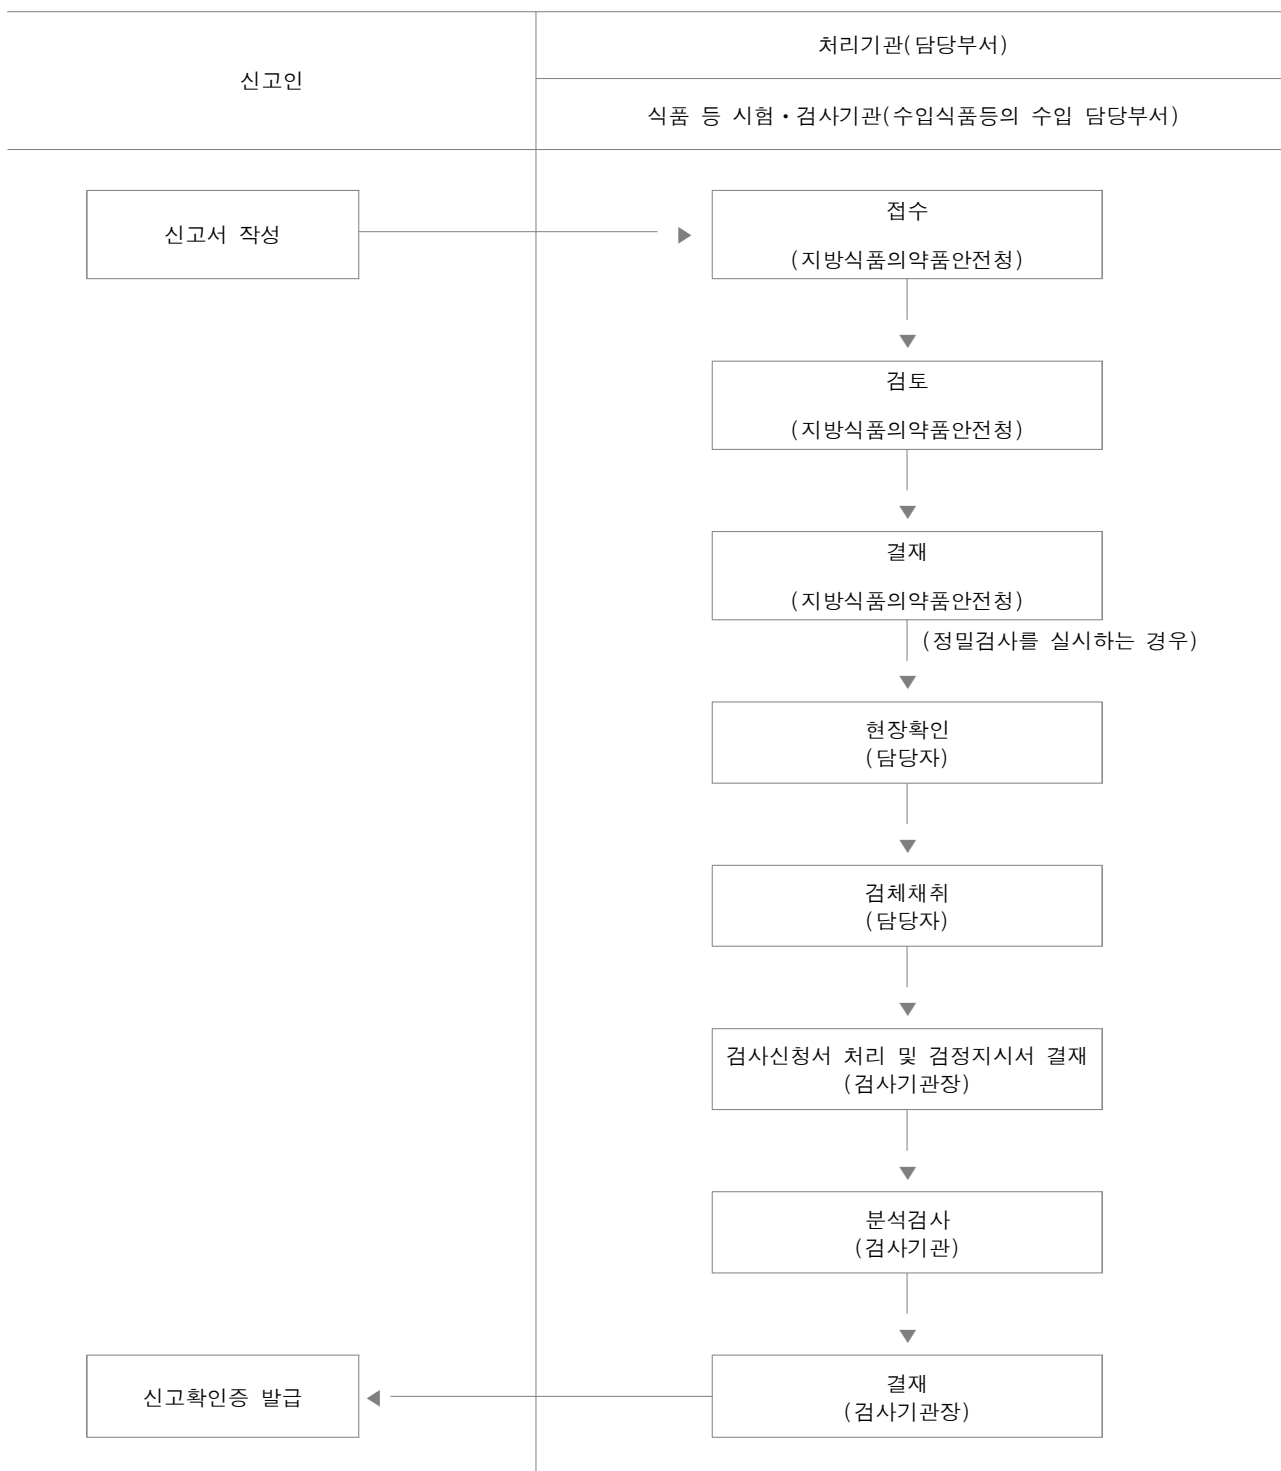 신고인
처리기관(담당부서)
식품 등 시험·검사기관(수입식품등의 수입 담당부서)
신고서 작성
접수
(지방식품의약품안전청)
검토
(지방식품의약품안전청)
결재
(지방식품의약품안전청)
(정밀검사를 실시하는 경우)
현장확인
(담당자)
검체채취
(담당자)
검사신청서 처리 및 검정지시서 결재
(검사기관장)
분석검사
(검사기관)
신고확인증 발급
결재
(검사기관장)